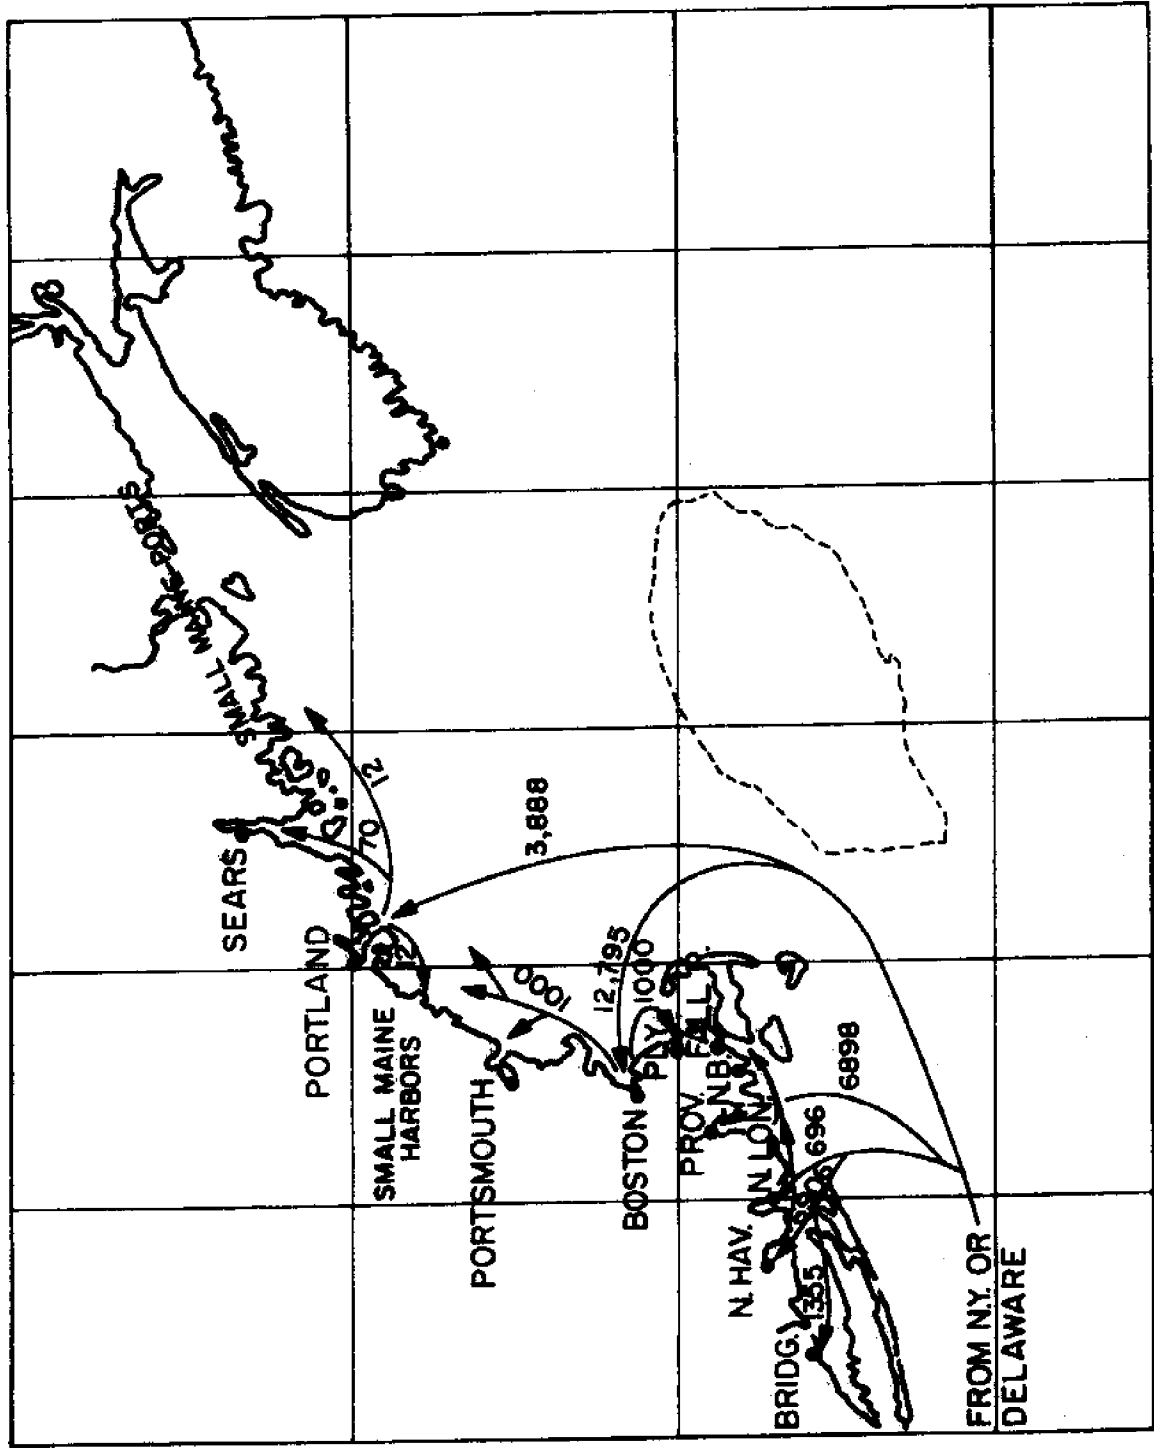 SMALL MAINE PORTS
SEARS
PORTLAND
SMALL MAINE
HARBORS
PORTSMOUTH
BOSTON
PLY.
FALL
PROV.
N.B.
N. LON.
N. HAV.
BRIDG.
FROM N.Y. OR
DELAWARE
12
70
3,888
12
1000
12,795
1000
6898
696
1355